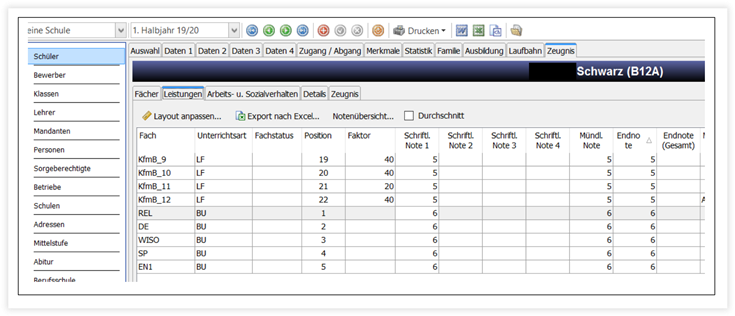 eine Schule 1. Halbjahr 19/20 Drucken
Auswahl Daten 1 Daten 2 Daten 3 Daten 4 Zugang / Abgang Merkmale Statistik Familie Ausbildung Laufbahn Zeugnis
Schwarz (B12A)
Schüler
Bewerber
Klassen
Lehrer
Mandanten
Personen
Sorgeberechtigte
Betriebe
Schulen
Adressen
Mittelstufe
Abitur
Berufsschule
Fächer Leistungen Arbeits- u. Sozialverhalten Details Zeugnis
Layout anpassen... Export nach Excel... Notenübersicht... Durchschnitt
Fach Unterrichtsart Fachstatus Position Faktor Schriftl. Note 1 Schriftl. Note 2 Schriftl. Note 3 Schriftl. Note 4 Mündl. Note Endno te Endnote (Gesamt)
KfmB_9 LF 19 40 5 5 5
KfmB_10 LF 20 40 5 5 5
KfmB_11 LF 21 20 5 5 5
KfmB_12 LF 22 40 5 5 5
REL BU 1 6 6 6
DE BU 2 6 6 6
WISO BU 3 6 6 6
SP BU 4 6 6 6
EN1 BU 5 6 6 6